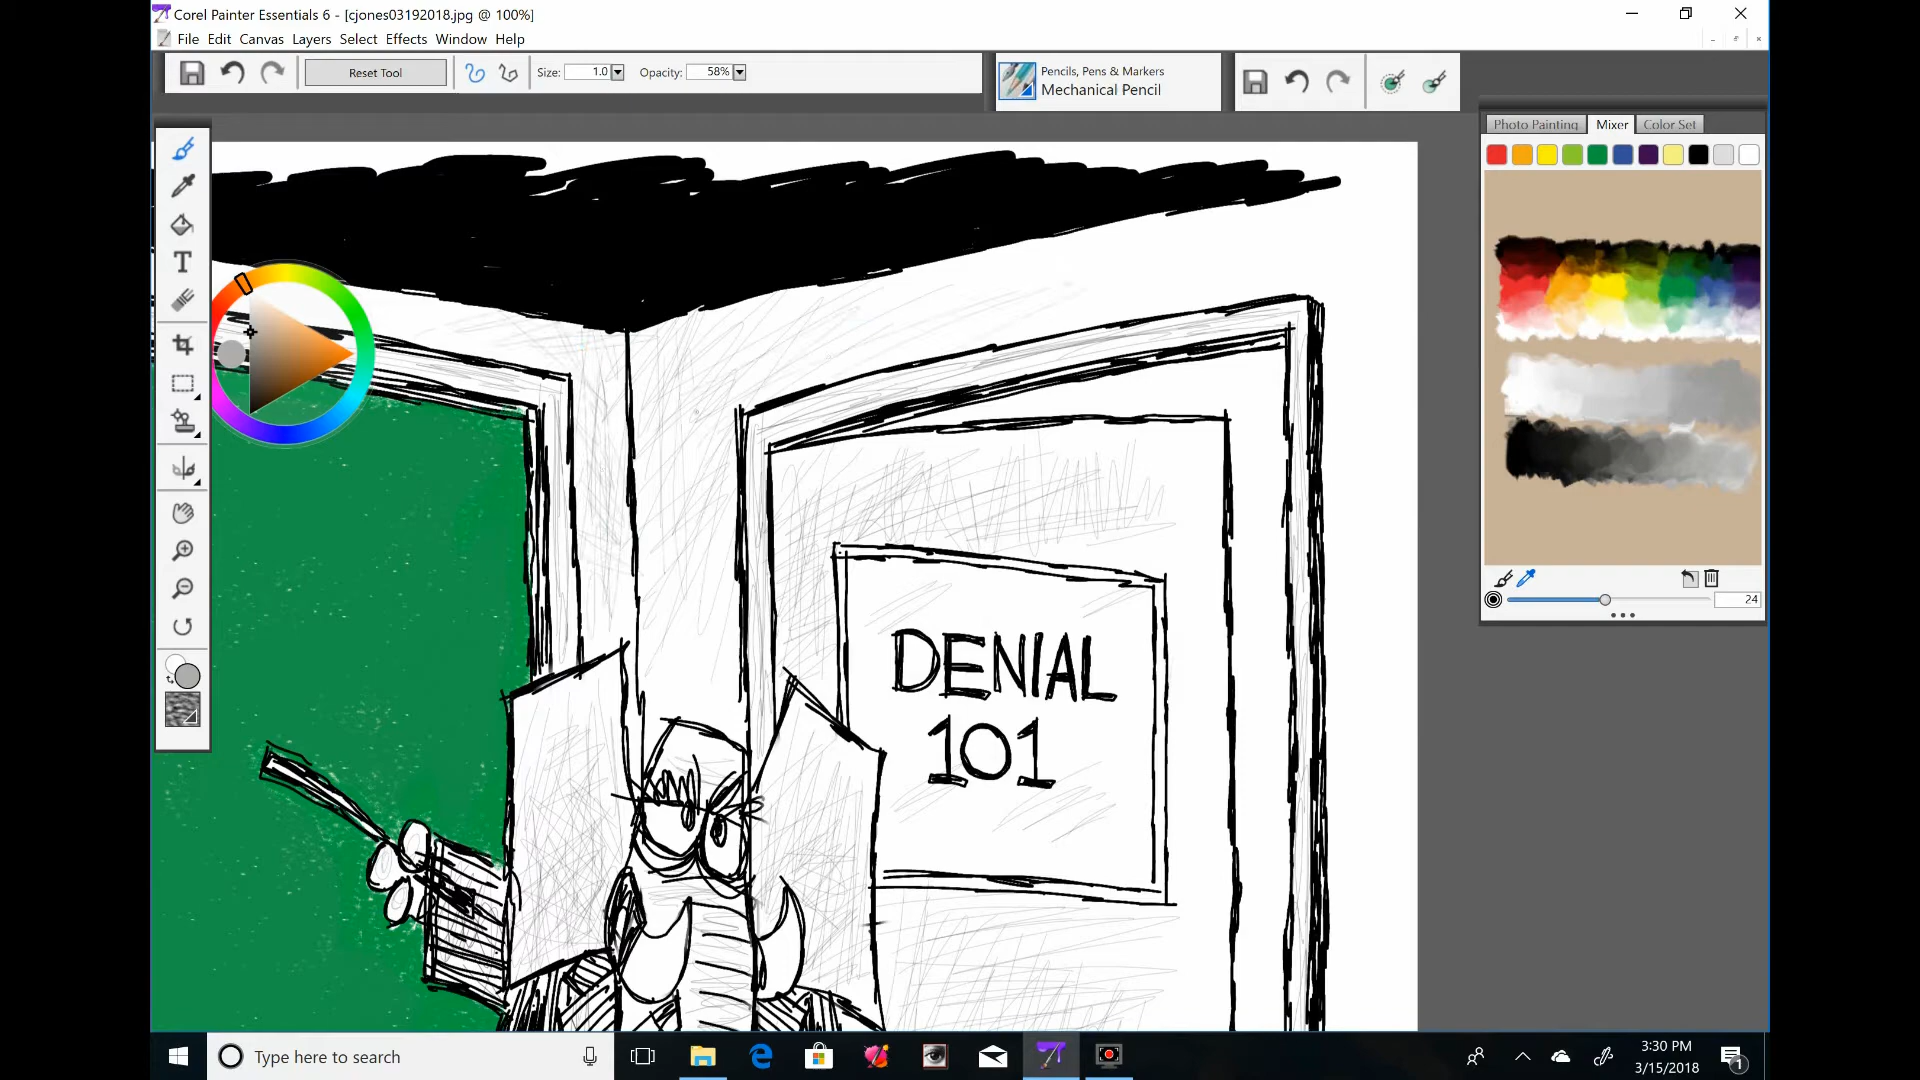 Corel Painter Essentials 6 - [cjones03192018.jpg @ 100%]
File Edit Canvas Layers Select Effects Window Help
Reset Tool
Size: 1.0
Opacity: 58%
Pencils, Pens & Markers
Mechanical Pencil
Photo Painting Mixer Color Set
24
DENIAL
101
Type here to search
3:30 PM
3/15/2018
1